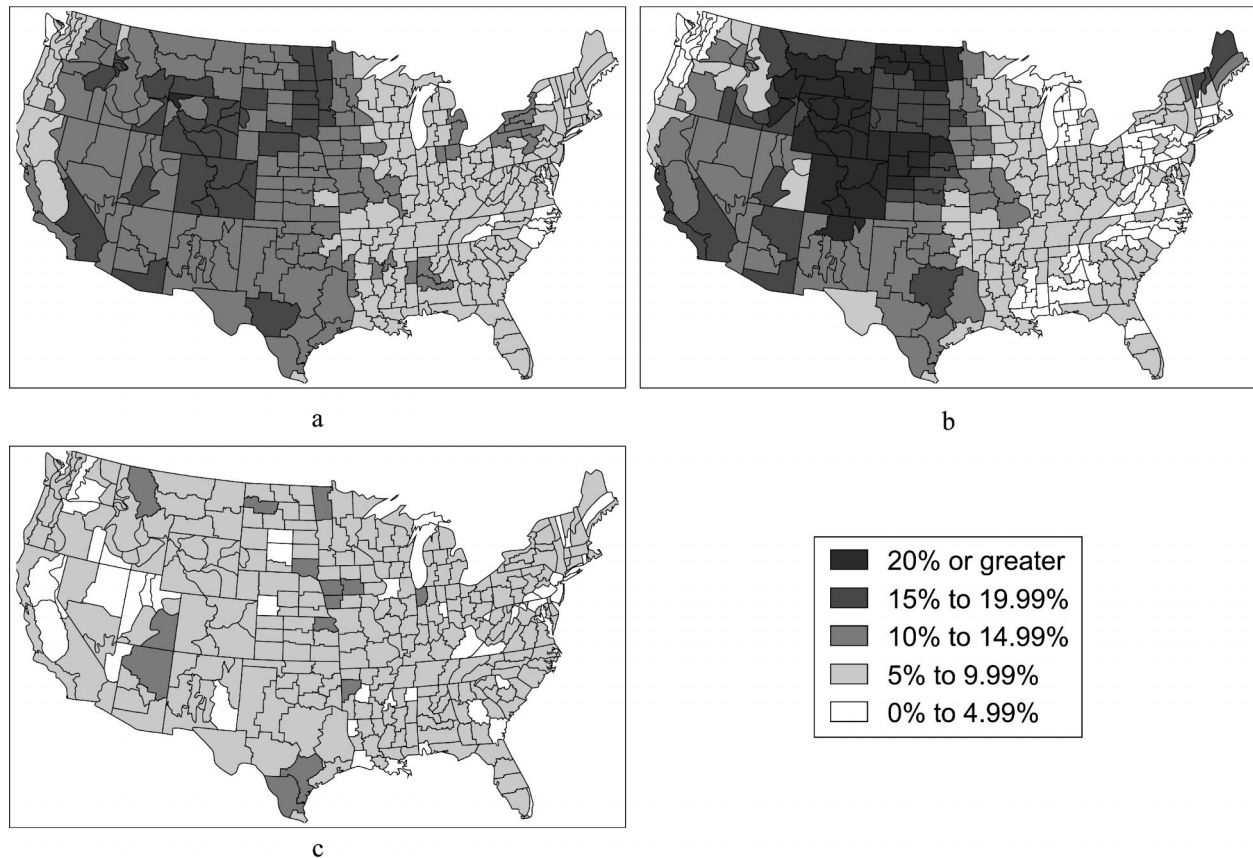 a
b
c
20% or greater
15% to 19.99%
10% to 14.99%
5% to 9.99%
0% to 4.99%